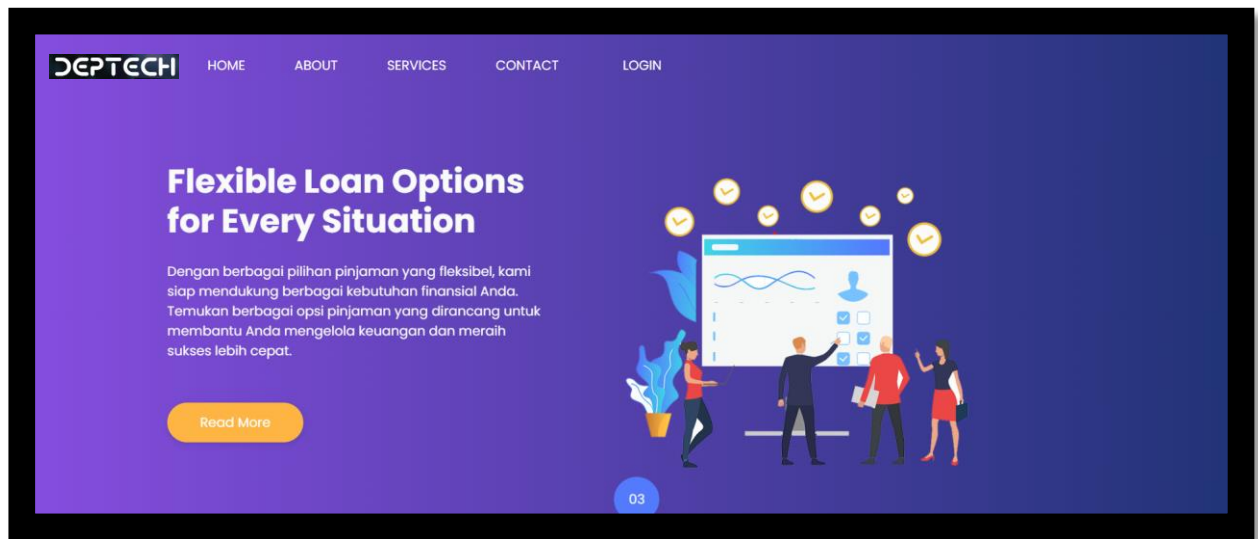 DEPTECH HOME ABOUT SERVICES CONTACT LOGIN
Flexible Loan Options
for Every Situation
Dengan berbagai pilihan pinjaman yang fleksibel, kami
siap mendukung berbagai kebutuhan finansial Anda.
Temukan berbagai opsi pinjaman yang dirancang untuk
membantu Anda mengelola keuangan dan meraih
sukses lebih cepat.
Read More
03